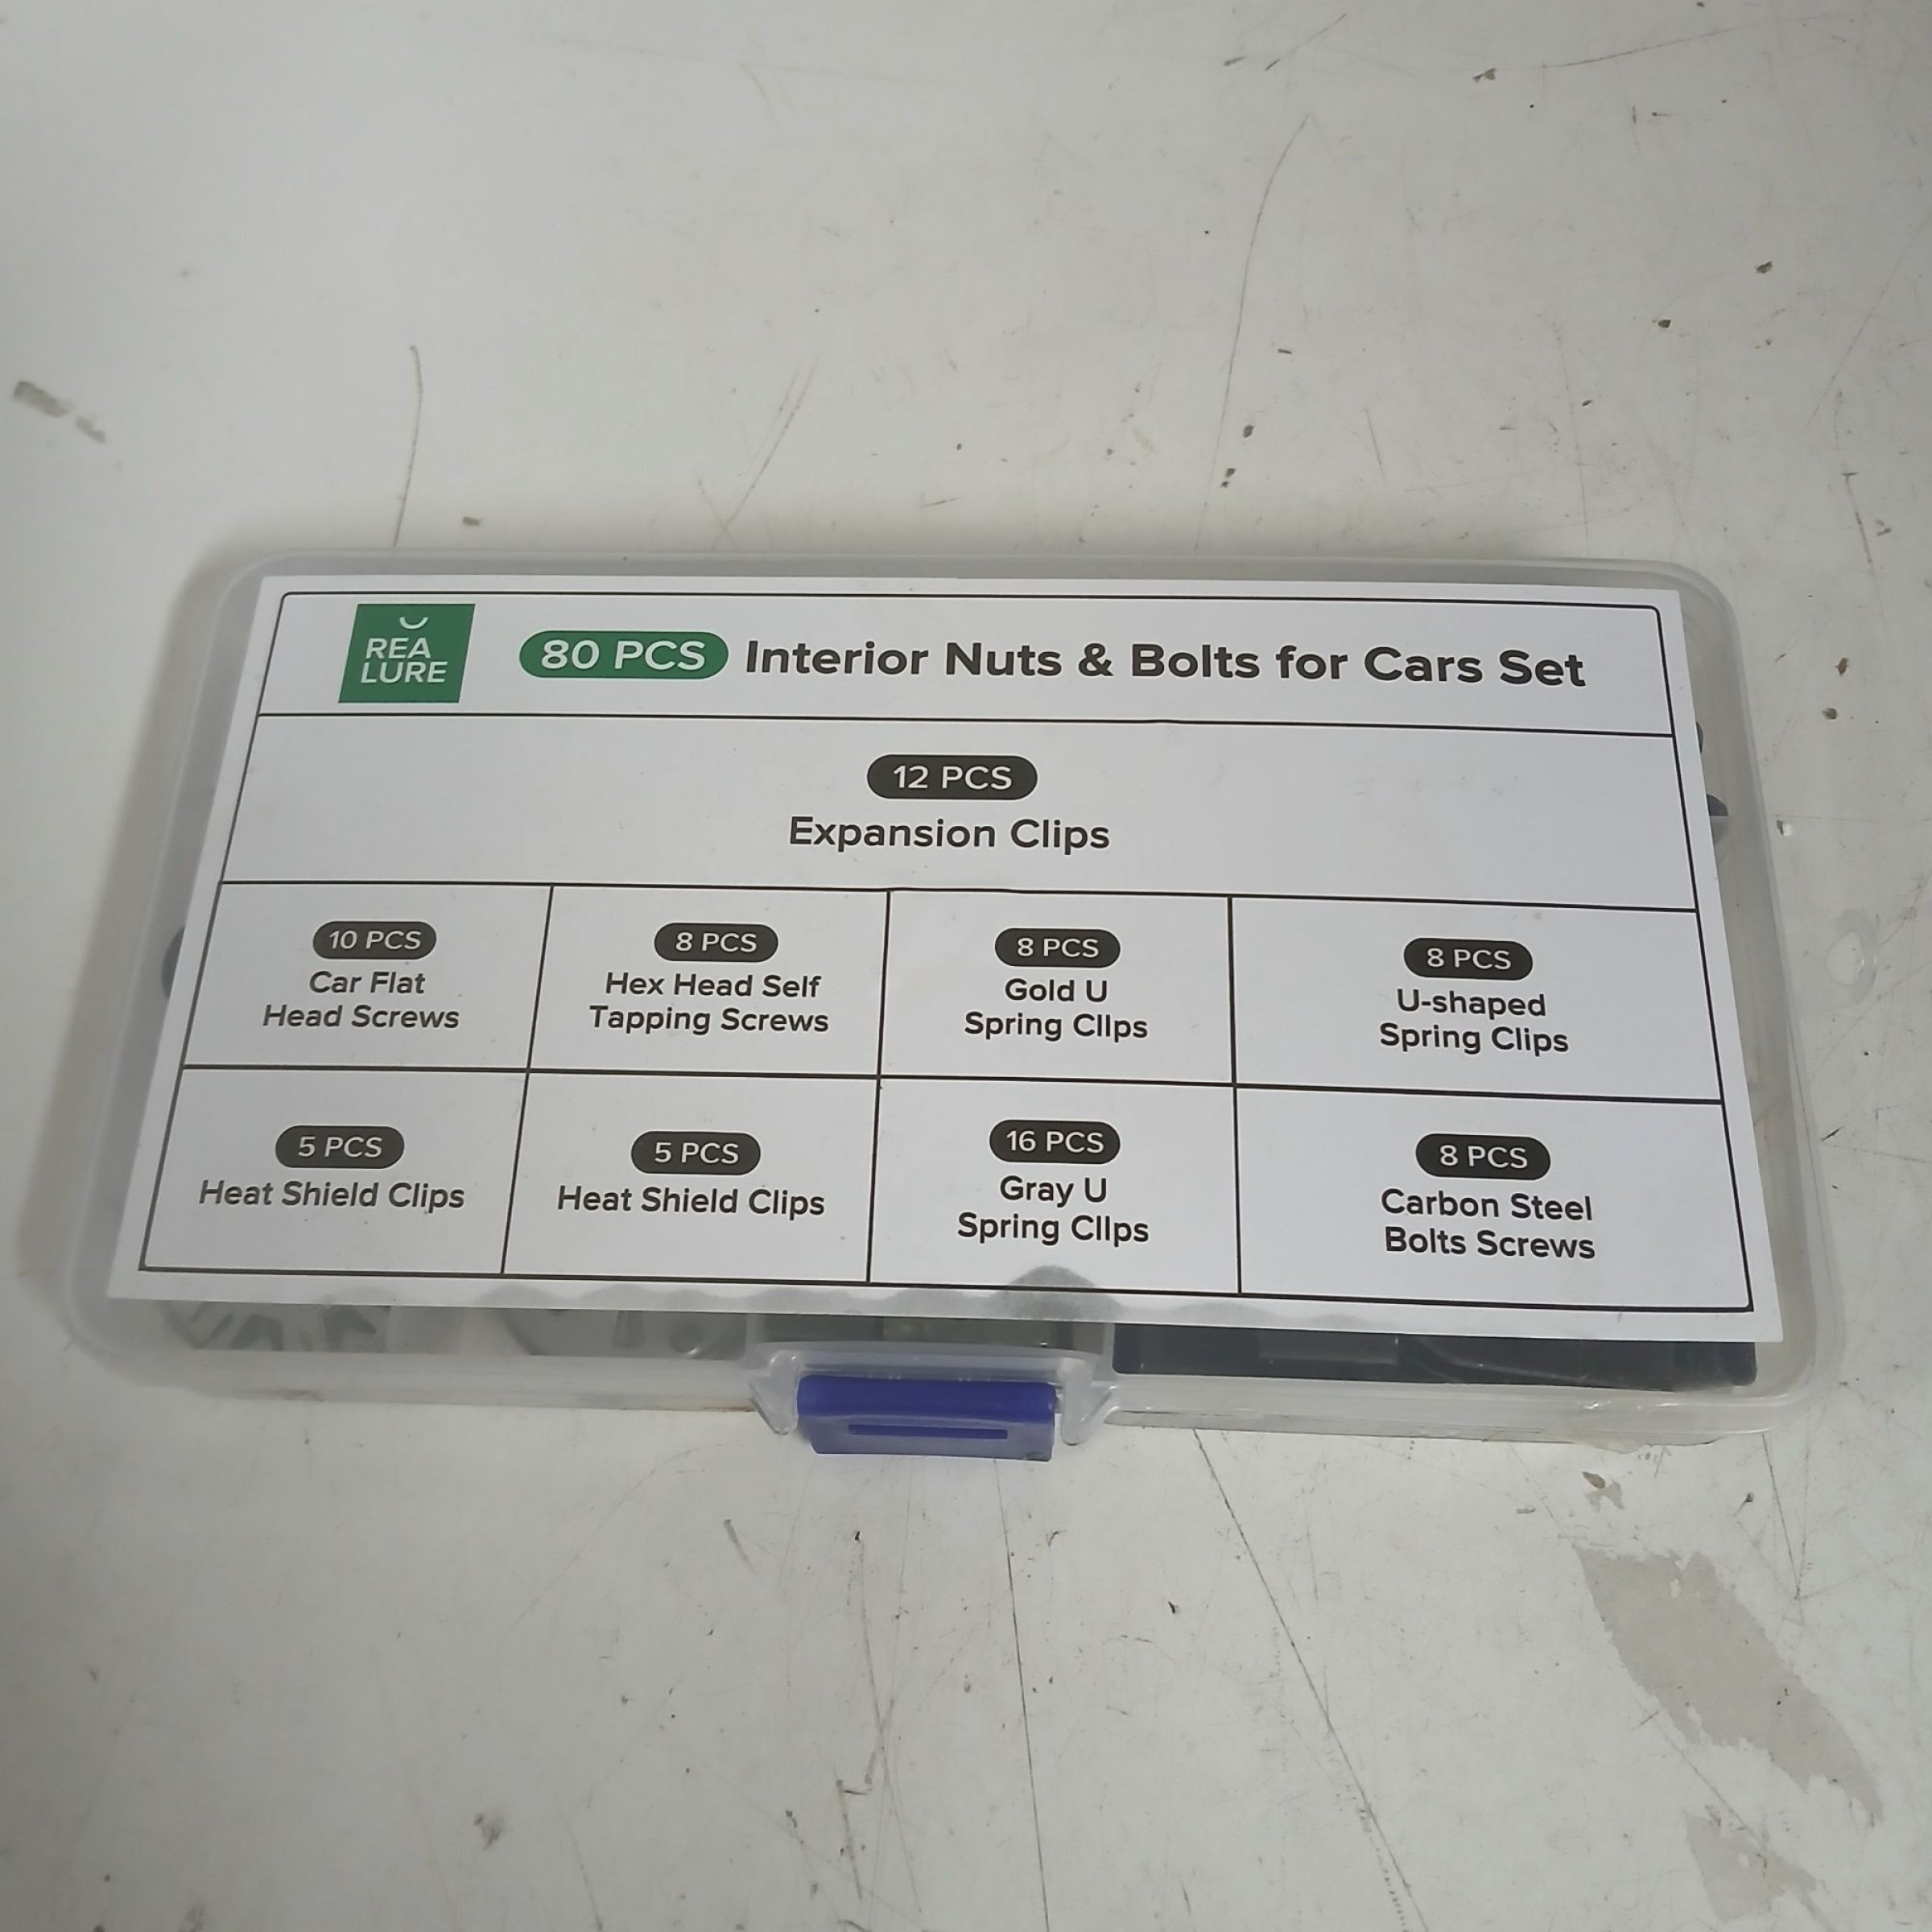 REA
LURE
80 PCS Interior Nuts & Bolts for Cars Set
12 PCS
Expansion Clips
10 PCS
Car Flat
Head Screws
8 PCS
Hex Head Self
Tapping Screws
8 PCS
Gold U
Spring ClIps
8 PCS
U-shaped
Spring Clips
5 PCS
Heat Shield Clips
5 PCS
Heat Shield Clips
16 PCS
Gray U
Spring ClIps
8 PCS
Carbon Steel
Bolts Screws